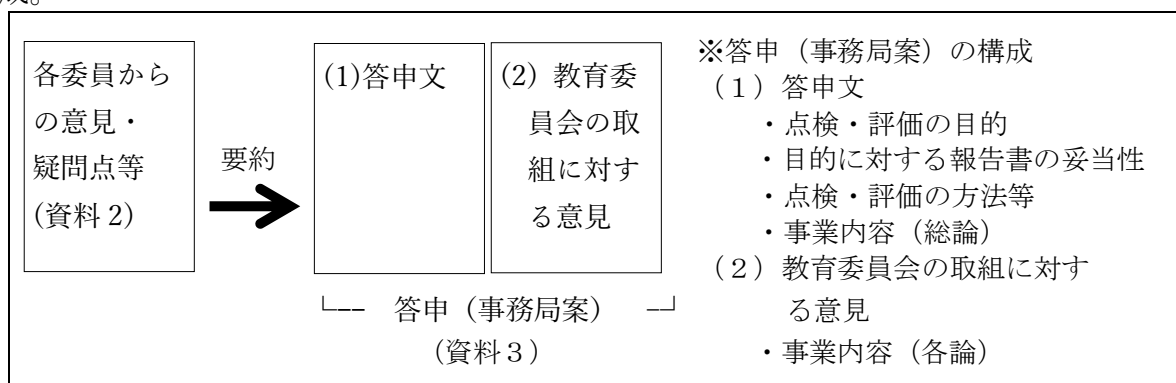 成。
各委員から
の意見・
疑問点等
(資料 2)
要約
(1)答申文
(2) 教育委
員会の取
組に対す
る意見
└-- 答申（事務局案） --┘
（資料３）
※答申（事務局案）の構成
（１）答申文
・点検・評価の目的
・目的に対する報告書の妥当性
・点検・評価の方法等
・事業内容（総論）
（２）教育委員会の取組に対す
る意見
・事業内容（各論）